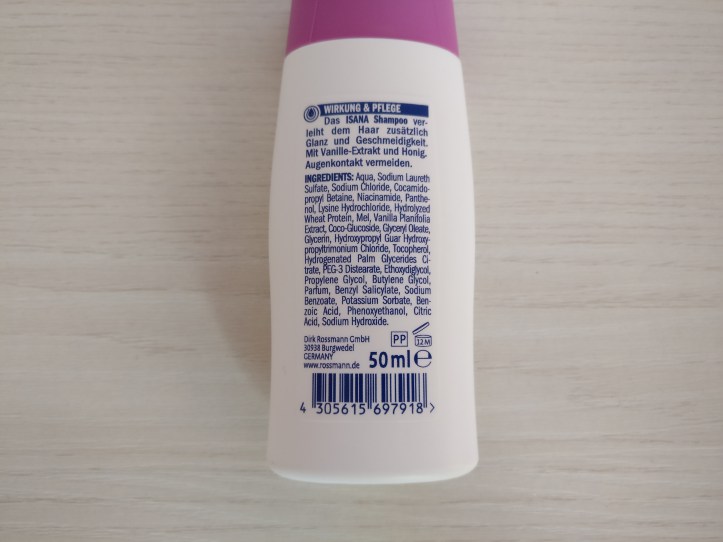 WIRKUNG & PFLEGE
Das ISANA Shampoo ver-
leiht dem Haar zusätzlich
Glanz und Geschmeidigkeit.
Mit Vanille-Extrakt und Honig.
Augenkontakt vermeiden.
INGREDIENTS: Aqua, Sodium Laureth
Sulfate, Sodium Chloride, Cocamido-
propyl Betaine, Niacinamide, Panthe-
nol, Lysine Hydrochloride, Hydrolyzed
Wheat Protein, Mel, Vanilla Planifolia
Extract, Coco-Glucoside, Glyceryl Oleate,
Glycerin, Hydroxypropyl Guar Hydroxy-
propyltrimonium Chloride, Tocopherol,
Hydrogenated Palm Glycerides Ci-
trate, PEG-3 Distearate, Ethoxydiglycol,
Propylene Glycol, Butylene Glycol,
Parfum, Benzyl Salicylate, Sodium
Benzoate, Potassium Sorbate, Ben-
zoic Acid, Phenoxyethanol, Citric
Acid, Sodium Hydroxide.
Dirk Rossmann GmbH
30938 Burgwedel
GERMANY
www.rossmann.de
PP
12M
50 ml ℮
4 305615 697918 >